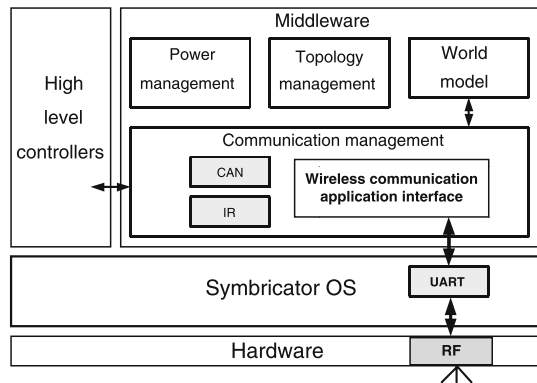 Middleware
High
level
controllers
Power
management
Topology
management
World
model
Communication management
CAN
IR
Wireless communication
application interface
Symbricator OS
UART
Hardware
RF